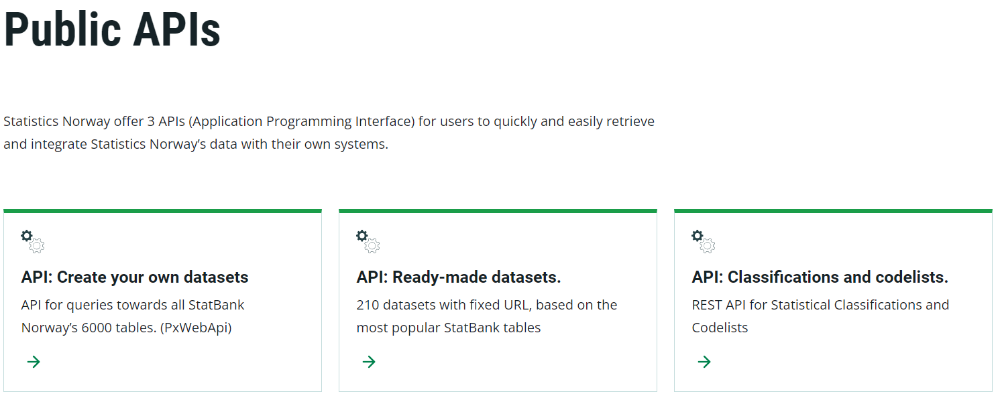 Public APIs
Statistics Norway offer 3 APIs (Application Programming Interface) for users to quickly and easily retrieve
and integrate Statistics Norway’s data with their own systems.
API: Create your own datasets
API for queries towards all StatBank
Norway’s 6000 tables. (PxWebApi)
API: Ready-made datasets.
210 datasets with fixed URL, based on the
most popular StatBank tables
API: Classifications and codelists.
REST API for Statistical Classifications and
Codelists